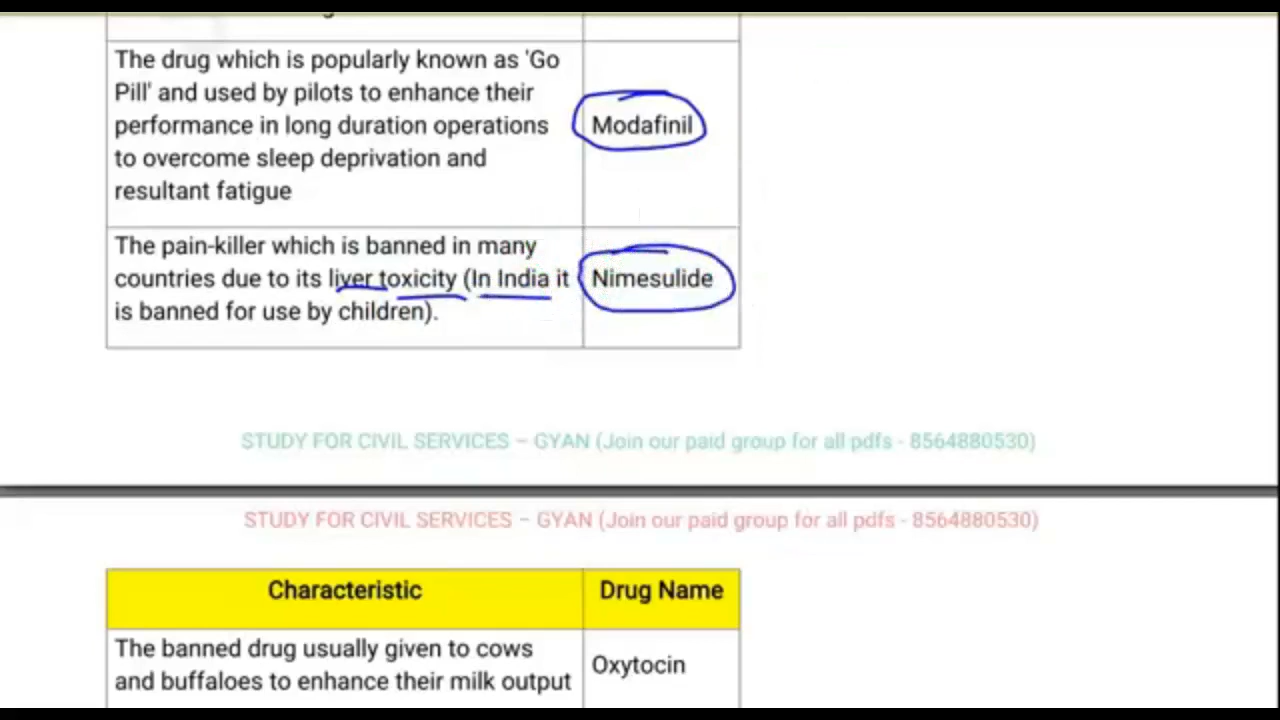 The drug which is popularly known as 'Go
Pill' and used by pilots to enhance their
performance in long duration operations
to overcome sleep deprivation and
resultant fatigue
Modafinil
The pain-killer which is banned in many
countries due to its liver toxicity (In India it
is banned for use by children).
Nimesulide
STUDY FOR CIVIL SERVICES – GYAN (Join our paid group for all pdfs - 8564880530)
STUDY FOR CIVIL SERVICES – GYAN (Join our paid group for all pdfs - 8564880530)
Characteristic
Drug Name
The banned drug usually given to cows
and buffaloes to enhance their milk output
Oxytocin